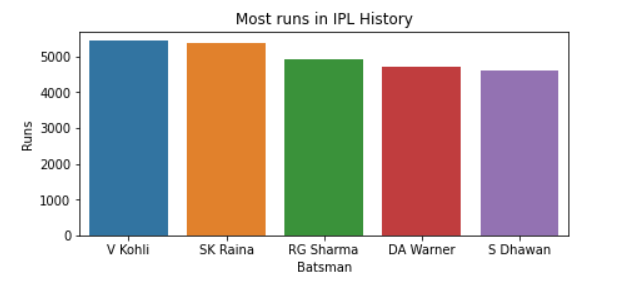 Most runs in IPL History
Runs
5000
4000
3000
2000
1000
0
V Kohli SK Raina RG Sharma DA Warner S Dhawan
Batsman